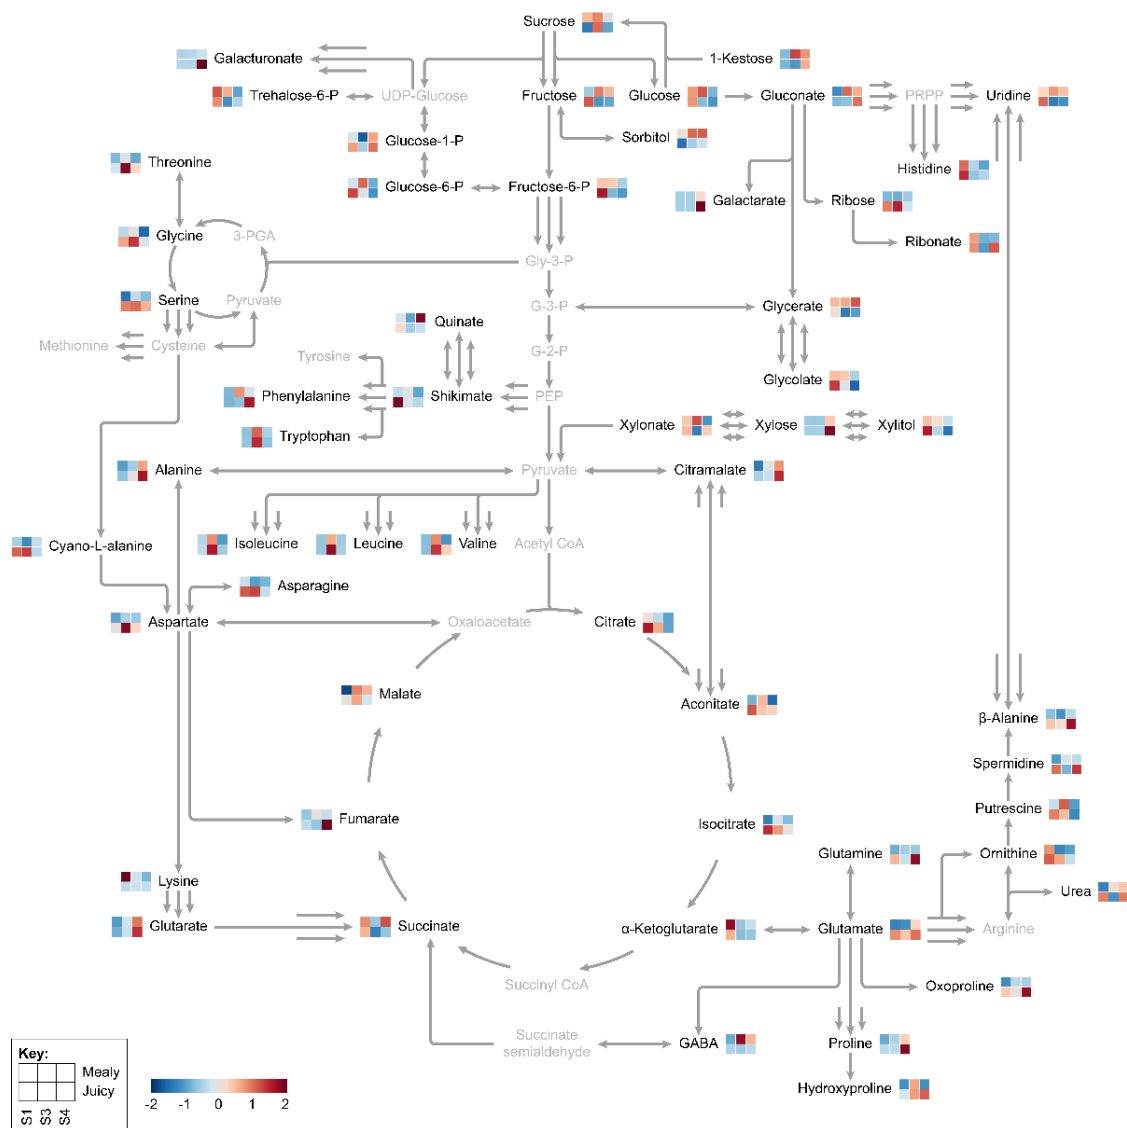 Sucrose
Galacturonate
1-Kestose
Trehalose-6-P
UDP-Glucose
Fructose
Glucose
Gluconate
PRPP
Uridine
Glucose-1-P
Sorbitol
Threonine
Histidine
Glucose-6-P
Fructose-6-P
Galactarate
Ribose
Glycine
3-PGA
Ribonate
Gly-3-P
Serine
Pyruvate
G-3-P
Glycerate
Quinate
Methionine
Cysteine
Tyrosine
G-2-P
Glycolate
Phenylalanine
Shikimate
PEP
Tryptophan
Xylonate
Xylose
Xylitol
Alanine
Pyruvate
Citramalate
Cyano-L-alanine
Isoleucine
Leucine
Valine
Acetyl CoA
Asparagine
Aspartate
Oxaloacetate
Citrate
Malate
Aconitate
β-Alanine
Spermidine
Putrescine
Fumarate
Isocitrate
Glutamine
Ornithine
Lysine
Urea
Glutarate
Succinate
α-Ketoglutarate
Glutamate
Arginine
Succinyl CoA
Oxoproline
Succinate
semialdehyde
GABA
Proline
Hydroxyproline
Key:
Mealy
Juicy
S1 S3 S4
-2 -1 0 1 2